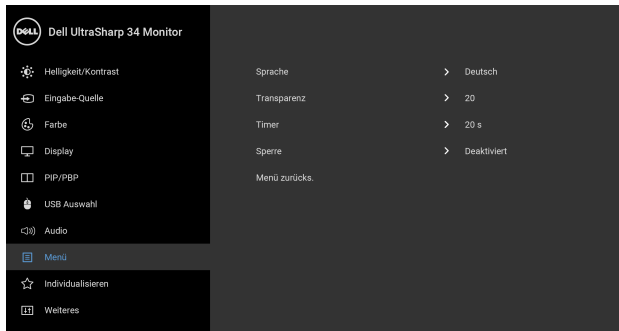 DELL Dell UltraSharp 34 Monitor
Helligkeit/Kontrast
Eingabe-Quelle
Farbe
Display
PIP/PBP
USB Auswahl
Audio
Menü
Individualisieren
Weiteres
Sprache > Deutsch
Transparenz > 20
Timer > 20 s
Sperre > Deaktiviert
Menü zurücks.